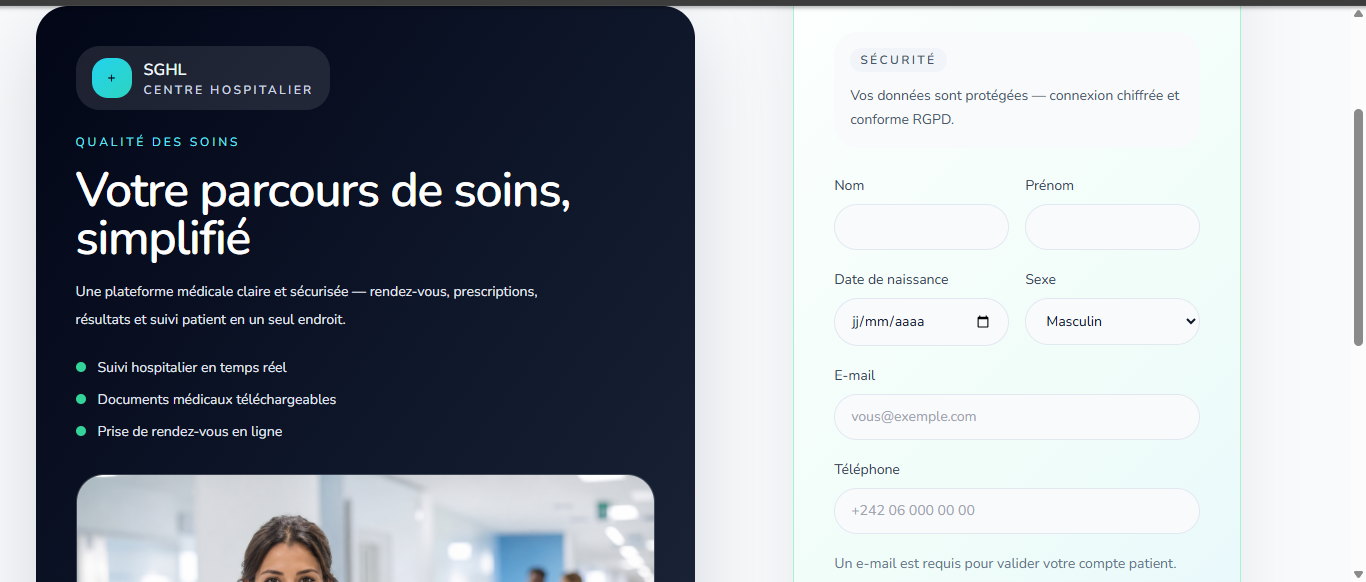 +
SGHL
CENTRE HOSPITALIER
QUALITÉ DES SOINS
Votre parcours de soins,
simplifié
Une plateforme médicale claire et sécurisée — rendez-vous, prescriptions,
résultats et suivi patient en un seul endroit.
Suivi hospitalier en temps réel
Documents médicaux téléchargeables
Prise de rendez-vous en ligne
SÉCURITÉ
Vos données sont protégées — connexion chiffrée et
conforme RGPD.
Nom Prénom
Date de naissance Sexe
jj/mm/aaaa Masculin
E-mail
vous@exemple.com
Téléphone
+242 06 000 00 00
Un e-mail est requis pour valider votre compte patient.